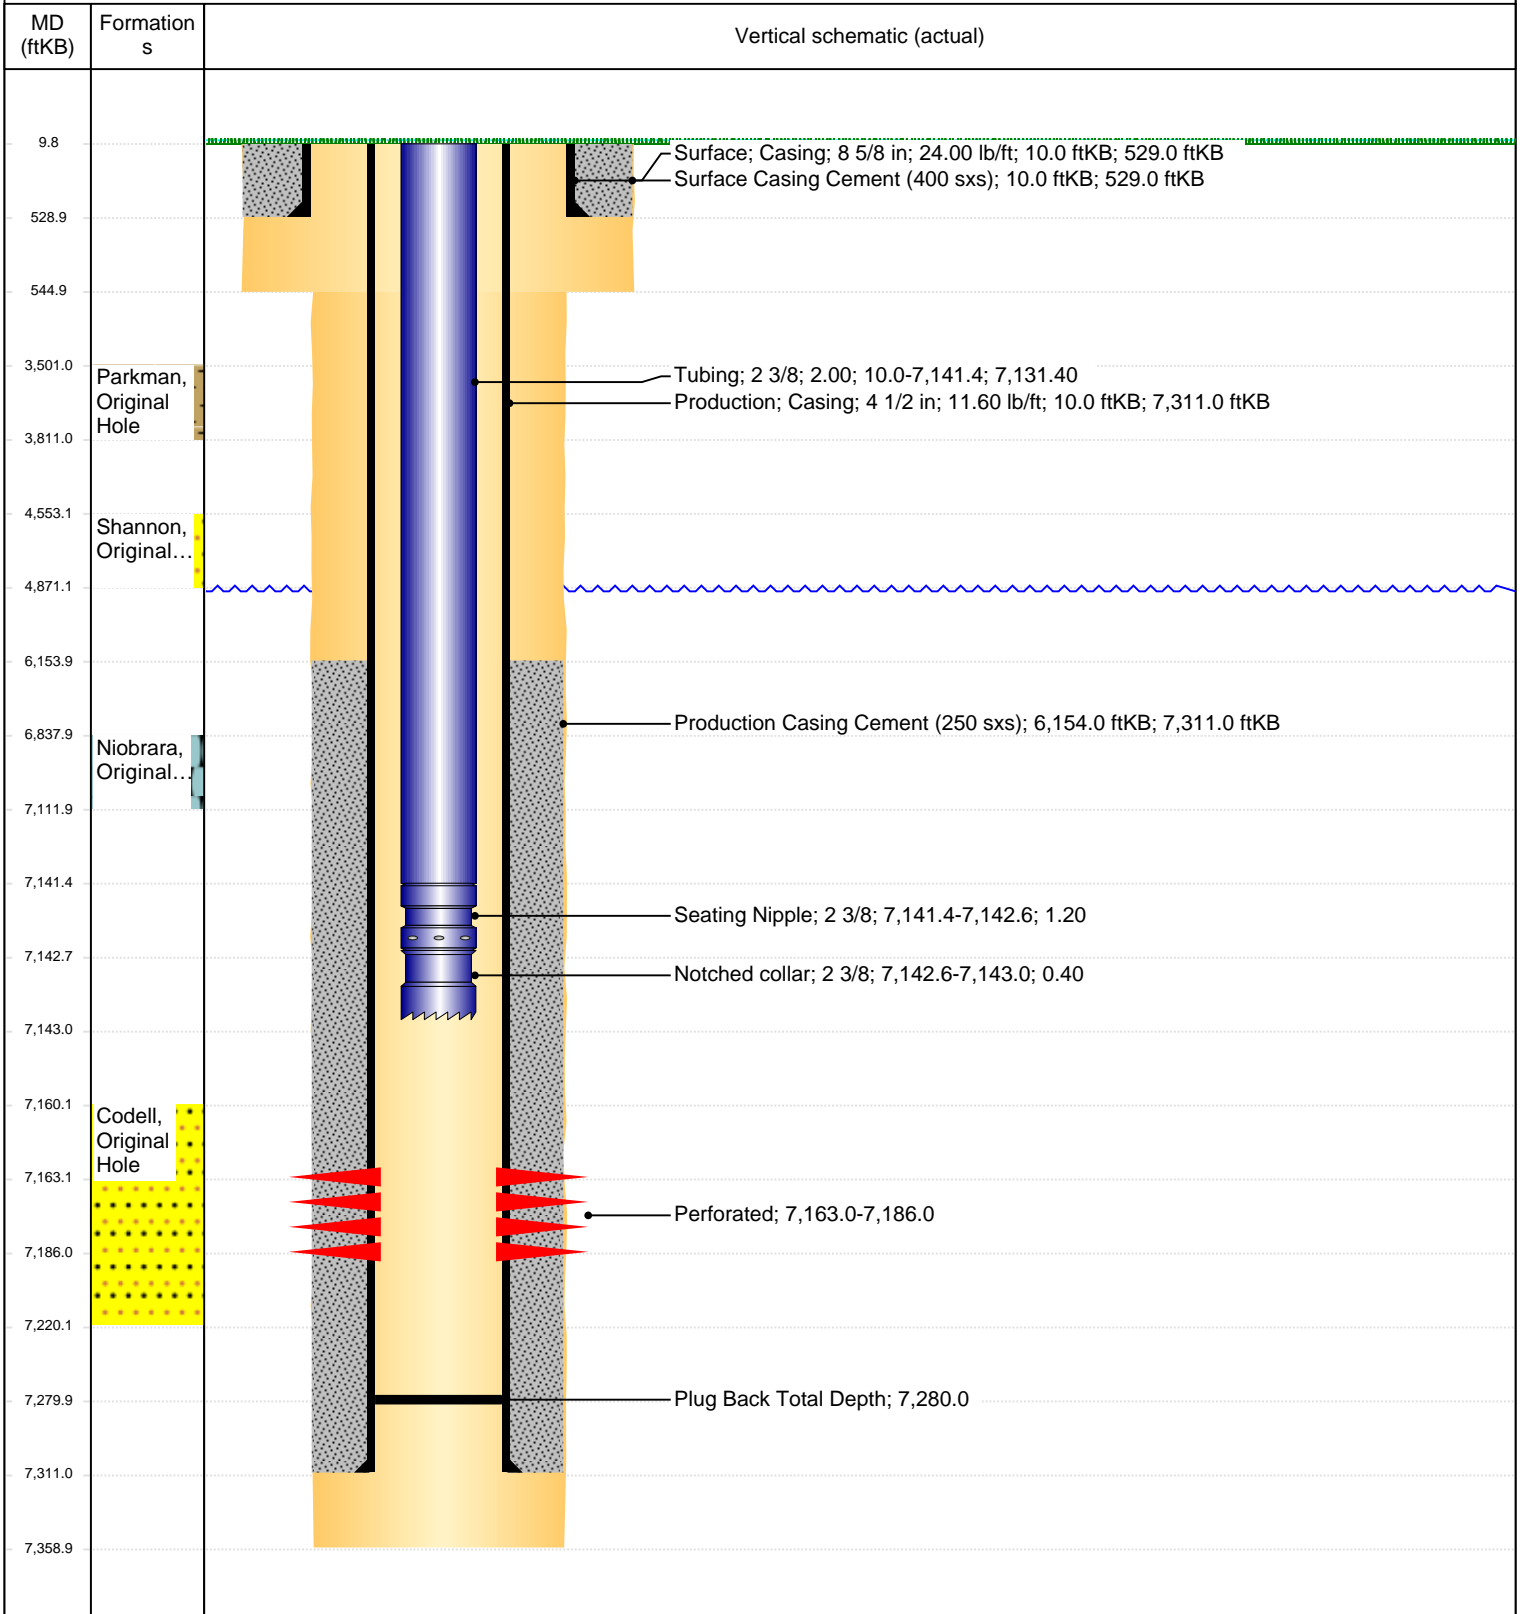 MD
(ftKB)
Formation
s
Vertical schematic (actual)
9.8
Surface; Casing; 8 5/8 in; 24.00 lb/ft; 10.0 ftKB; 529.0 ftKB
Surface Casing Cement (400 sxs); 10.0 ftKB; 529.0 ftKB
528.9
544.9
3,501.0
Parkman,
Original
Hole
Tubing; 2 3/8; 2.00; 10.0-7,141.4; 7,131.40
Production; Casing; 4 1/2 in; 11.60 lb/ft; 10.0 ftKB; 7,311.0 ftKB
3,811.0
4,553.1
Shannon,
Original...
4,871.1
6,153.9
Production Casing Cement (250 sxs); 6,154.0 ftKB; 7,311.0 ftKB
6,837.9
Niobrara,
Original...
7,111.9
7,141.4
Seating Nipple; 2 3/8; 7,141.4-7,142.6; 1.20
7,142.7
Notched collar; 2 3/8; 7,142.6-7,143.0; 0.40
7,143.0
7,160.1
Codell,
Original
Hole
7,163.1
Perforated; 7,163.0-7,186.0
7,186.0
7,220.1
7,279.9
Plug Back Total Depth; 7,280.0
7,311.0
7,358.9